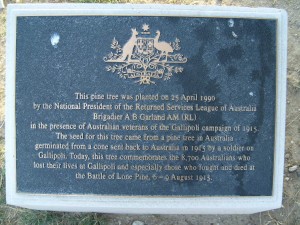 This pine tree was planted on 25 April 1990
by the National President of the Returned Services League of Australia
Brigadier A B Garland AM (RL)
in the presence of Australian veterans of the Gallipoli campaign of 1915.
The seed for this tree came from a pine tree in Australia
germinated from a cone sent back to Australia in 1915 by a soldier on
Gallipoli. Today, this tree commemorates the 8,700 Australians who
lost their lives at Gallipoli and especially those who fought and died at
the Battle of Lone Pine, 6–9 August 1915.